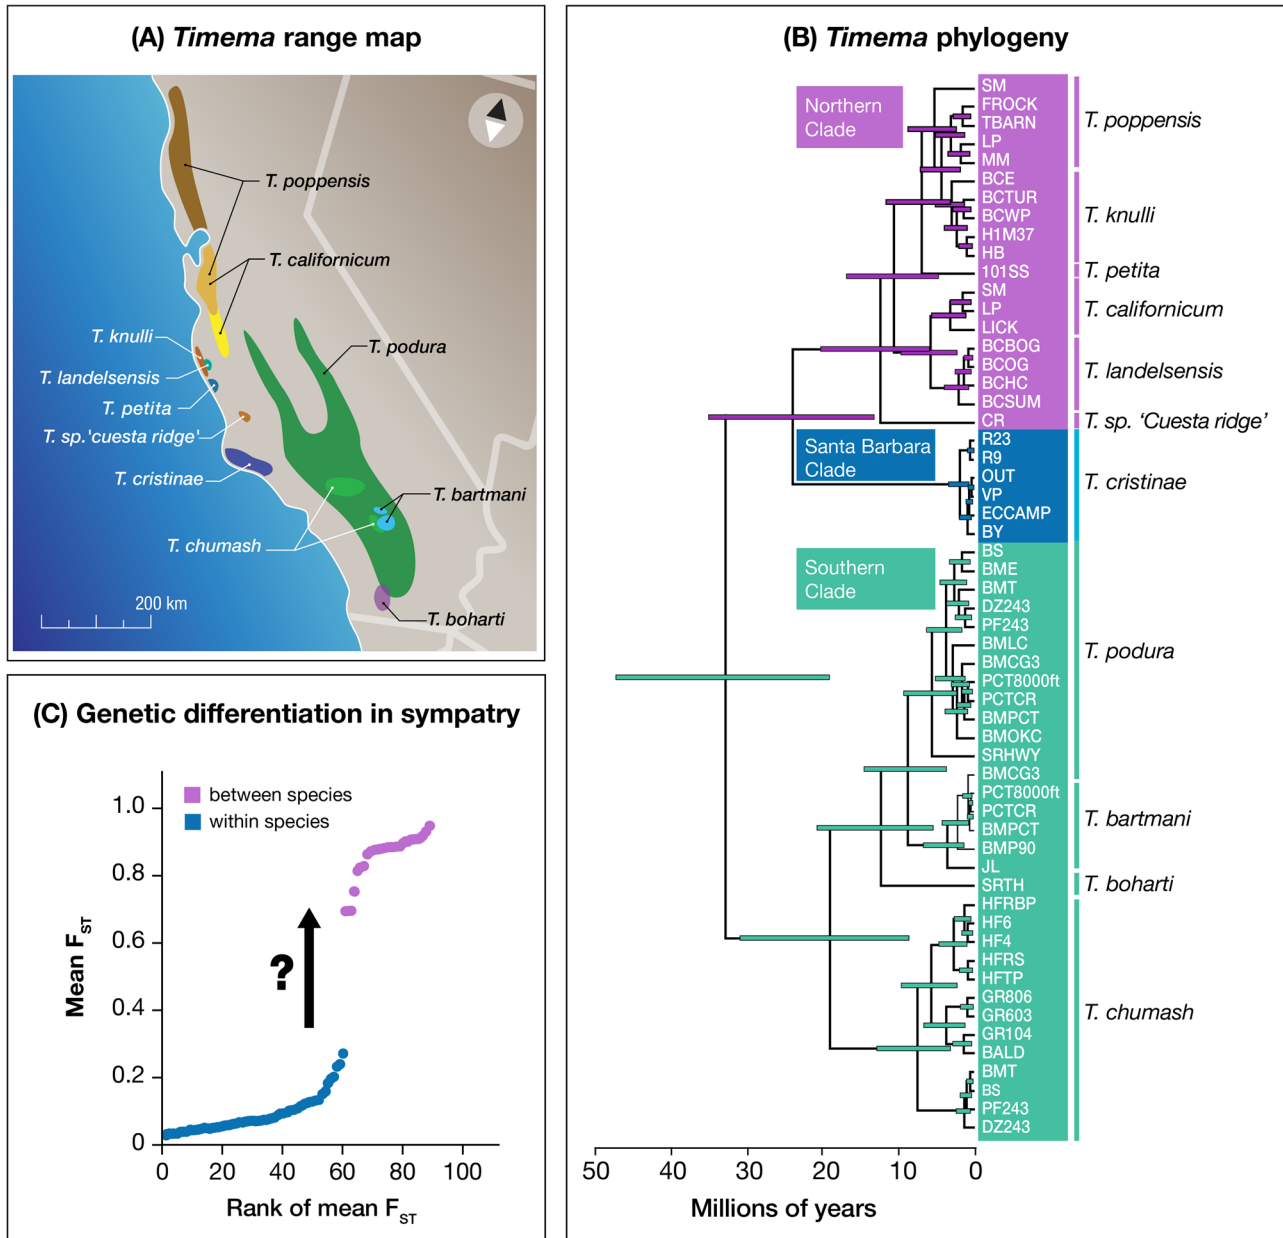 (A) Timema range map
T. poppensis
T. californicum
T. knulli
T. podura
T. landelsensis
T. petita
T. sp.'cuesta ridge'
T. cristinae
T. bartmani
T. chumash
200 km
T. boharti
(B) Timema phylogeny
Northern
Clade
SM
FROCK
TBARN
LP
MM
T. poppensis
BCE
BCTUR
BCWP
H1M37
HB
T. knulli
101SS
T. petita
SM
LP
LICK
T. californicum
BCBOG
BCOG
BCHC
BCSUM
T. landelsensis
CR
T. sp. ‘Cuesta ridge’
Santa Barbara
Clade
R23
R9
OUT
VP
ECCAMP
BY
T. cristinae
Southern
Clade
BS
BME
BMT
DZ243
PF243
BMLC
BMCG3
PCT8000ft
PCTCR
BMPCT
BMOKC
SRHWY
T. podura
BMCG3
PCT8000ft
PCTCR
BMPCT
BMP90
JL
T. bartmani
SRTH
T. boharti
HFRBP
HF6
HF4
HFRS
HFTP
GR806
GR603
GR104
BALD
BMT
BS
PF243
DZ243
T. chumash
50 40 30 20 10 0
Millions of years
(C) Genetic differentiation in sympatry
between species
within species
1.0
0.8
0.6
0.4
0.2
0
Mean FST
?
0 20 40 60 80 100
Rank of mean FST